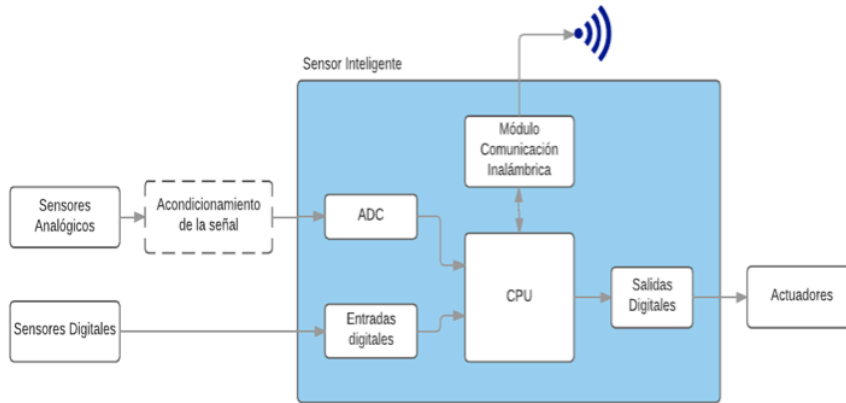 Sensor Inteligente
Módulo
Comunicación
Inalámbrica
Sensores
Analógicos
Acondicionamiento
de la señal
ADC
CPU
Salidas
Digitales
Actuadores
Sensores Digitales
Entradas
digitales